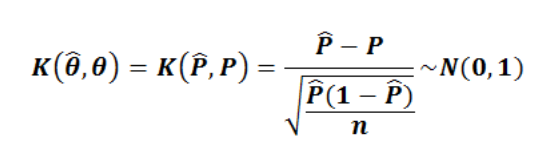 K(θ̂, θ) = K(P̂, P) = (P̂ − P) / √(P̂(1 − P̂) / n) ~N(0, 1)